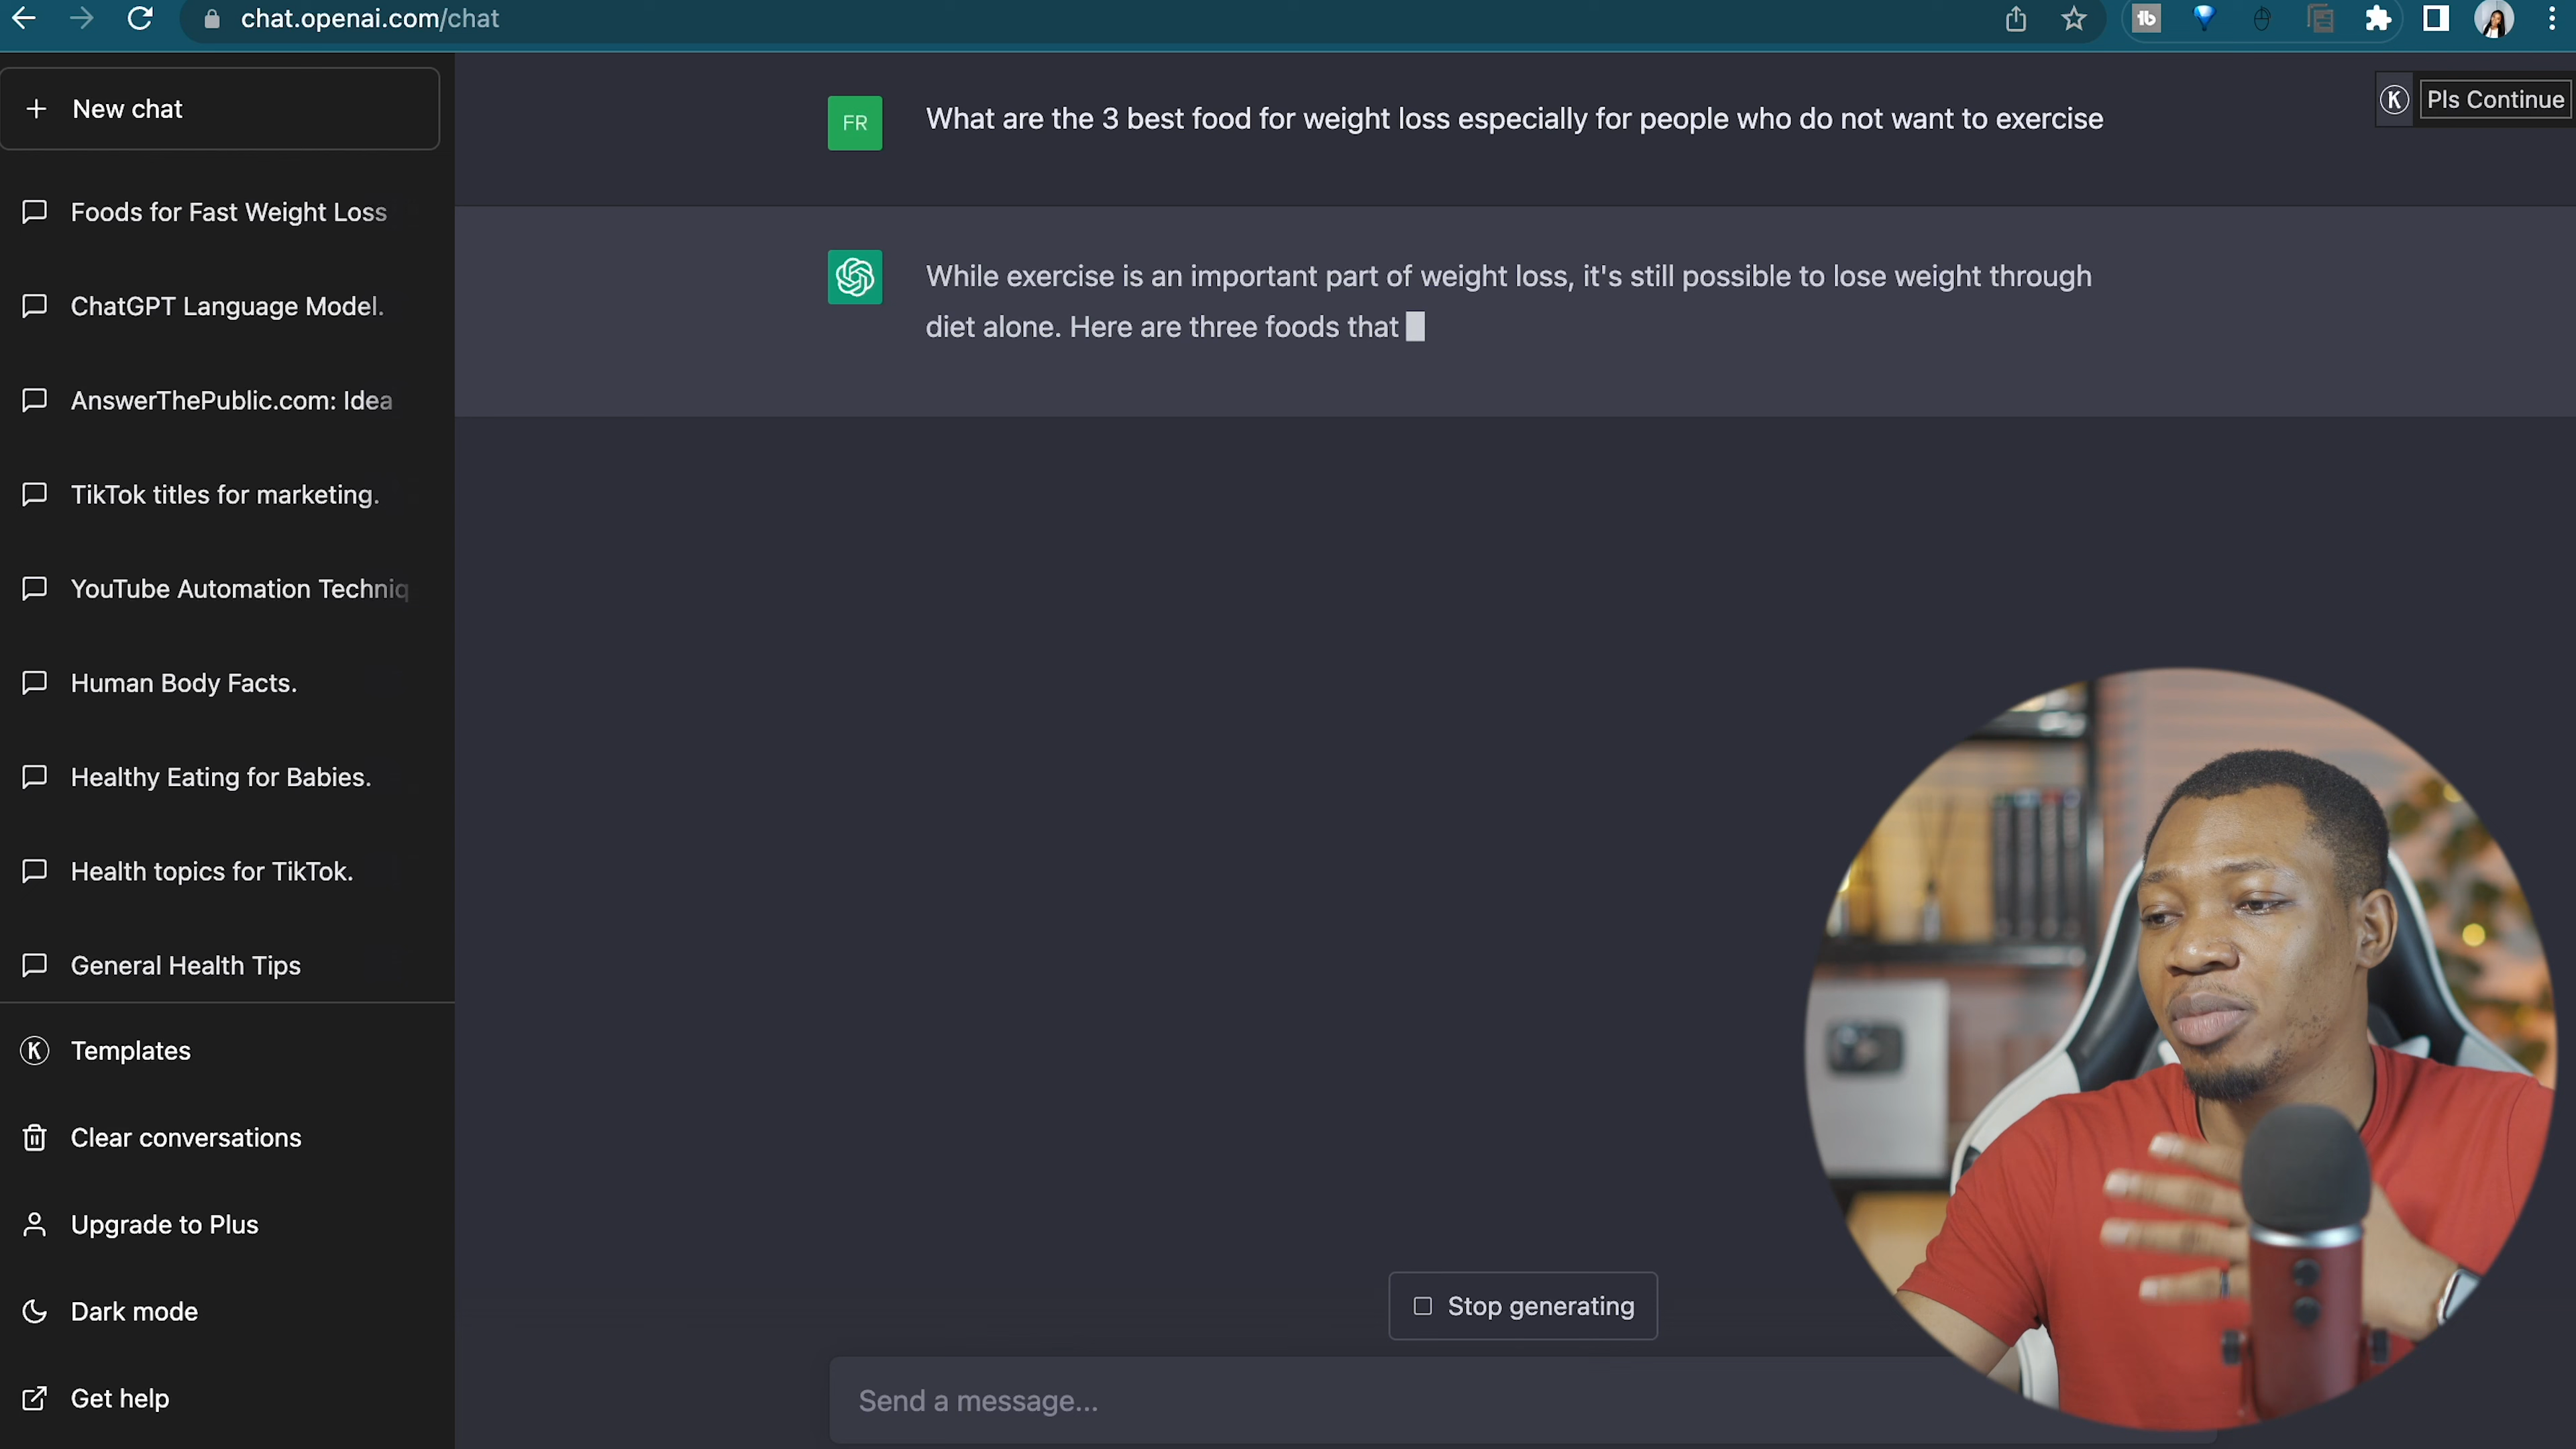 chat.openai.com/chat
New chat
Foods for Fast Weight Loss
ChatGPT Language Model.
AnswerThePublic.com: Idea
TikTok titles for marketing.
YouTube Automation Techniq
Human Body Facts.
Healthy Eating for Babies.
Health topics for TikTok.
General Health Tips
K Templates
Clear conversations
Upgrade to Plus
Dark mode
Get help
FR What are the 3 best food for weight loss especially for people who do not want to exercise
K Pls Continue
While exercise is an important part of weight loss, it's still possible to lose weight through
diet alone. Here are three foods that
Stop generating
Send a message...
tb